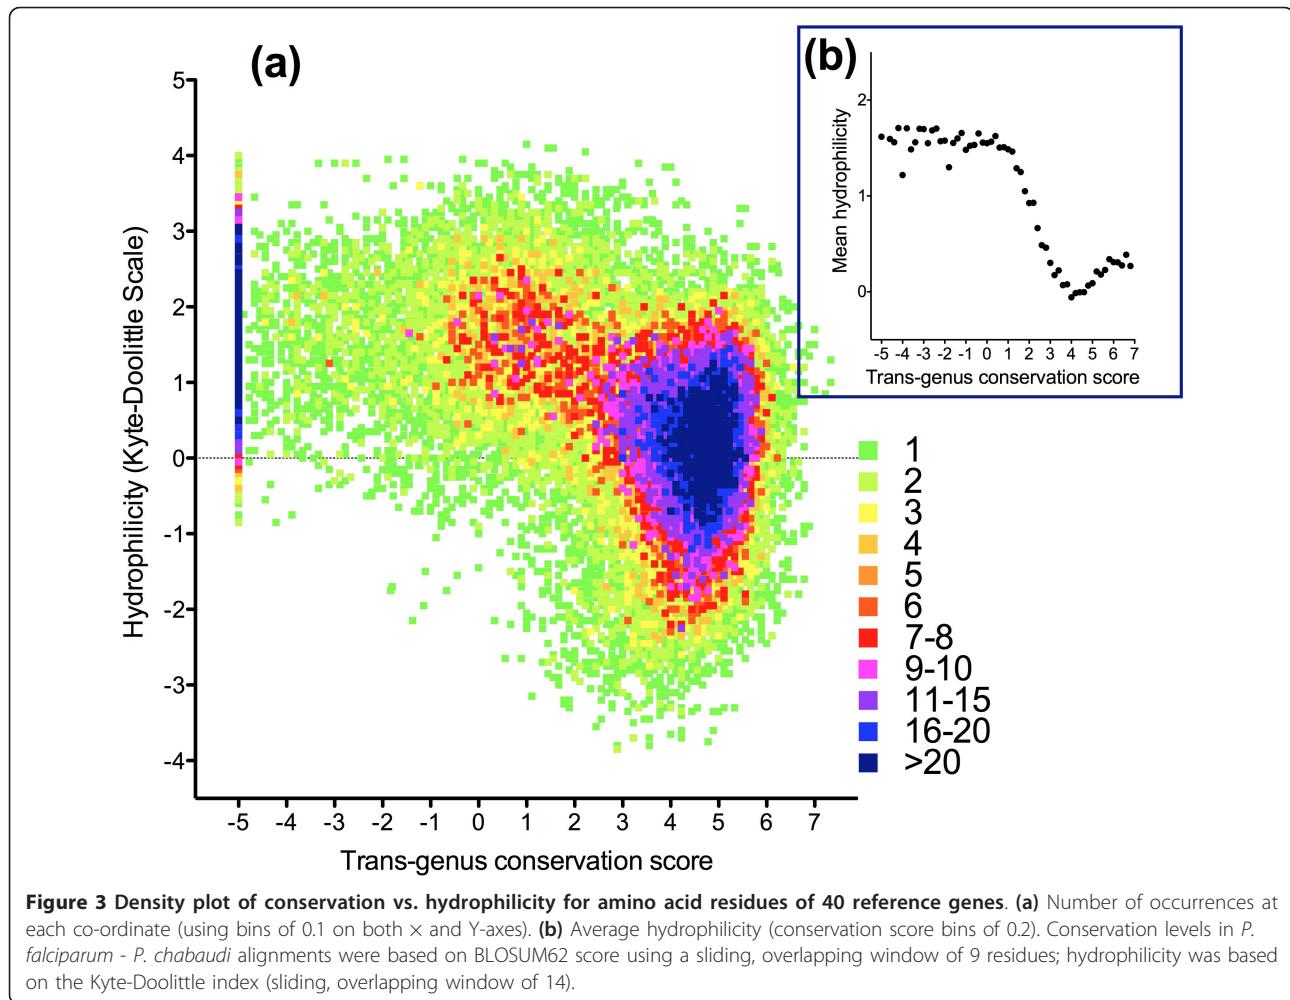 (a)
5
4
3
2
1
0
-1
-2
-3
-4
Hydrophilicity (Kyte-Doolittle Scale)
-5 -4 -3 -2 -1 0 1 2 3 4 5 6 7
Trans-genus conservation score
(b)
2
1
0
Mean hydrophilicity
-5 -4 -3 -2 -1 0 1 2 3 4 5 6 7
Trans-genus conservation score
1
2
3
4
5
6
7-8
9-10
11-15
16-20
>20
Figure 3 Density plot of conservation vs. hydrophilicity for amino acid residues of 40 reference genes. (a) Number of occurrences at
each co-ordinate (using bins of 0.1 on both × and Y-axes). (b) Average hydrophilicity (conservation score bins of 0.2). Conservation levels in P.
falciparum - P. chabaudi alignments were based on BLOSUM62 score using a sliding, overlapping window of 9 residues; hydrophilicity was based
on the Kyte-Doolittle index (sliding, overlapping window of 14).